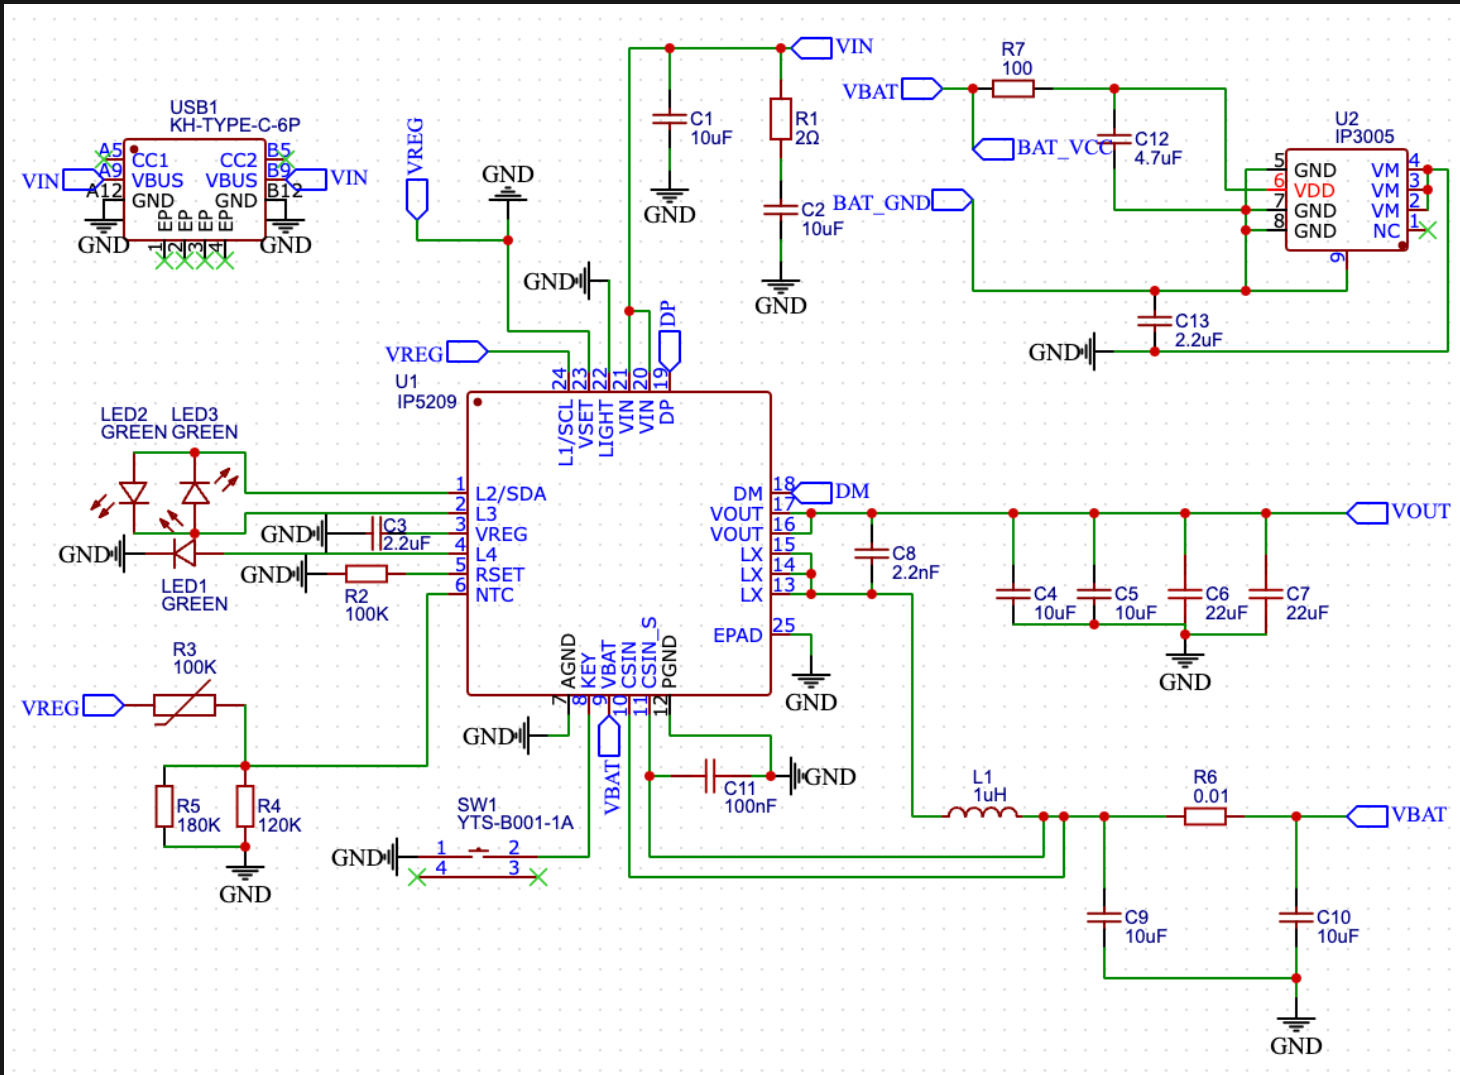 USB1
KH-TYPE-C-6P
A5
CC1
CC2
B5
VIN
A9
VBUS
VBUS
B9
VIN
A12
GND
GND
B12
GND
EP
EP
EP
EP
GND
1
2
3
4
VREG
GND
GND
VREG
VIN
C1
10uF
R1
2Ω
GND
C2
10uF
GND
DP
R7
100
VBAT
BAT_VCC
C12
4.7uF
BAT_GND
U2
IP3005
5
GND
VM
4
6
VDD
VM
3
7
GND
VM
2
8
GND
NC
1
9
C13
2.2uF
GND
U1
IP5209
24
23
22
21
20
19
L1/SCL
VSET
LIGHT
VIN
VIN
DP
LED2
LED3
GREEN
GREEN
1
L2/SDA
2
L3
3
VREG
4
L4
5
RSET
6
NTC
GND
C3
2.2uF
GND
LED1
GREEN
GND
R2
100K
DM
18
DM
VOUT
17
VOUT
16
LX
15
LX
14
LX
13
EPAD
25
GND
C8
2.2nF
VOUT
C4
10uF
C5
10uF
C6
22uF
C7
22uF
GND
AGND
KEY
VBAT
CSIN
CSIN_S
PGND
7
8
9
10
11
12
R3
100K
VREG
R5
180K
R4
120K
GND
GND
VBAT
C11
100nF
GND
SW1
YTS-B001-1A
GND
1
2
4
3
L1
1uH
R6
0.01
VBAT
C9
10uF
C10
10uF
GND